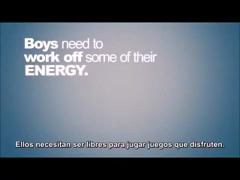 Boys need to
work off some of their
ENERGY.
Ellos necesitan ser libres para jugar juegos que disfruten.